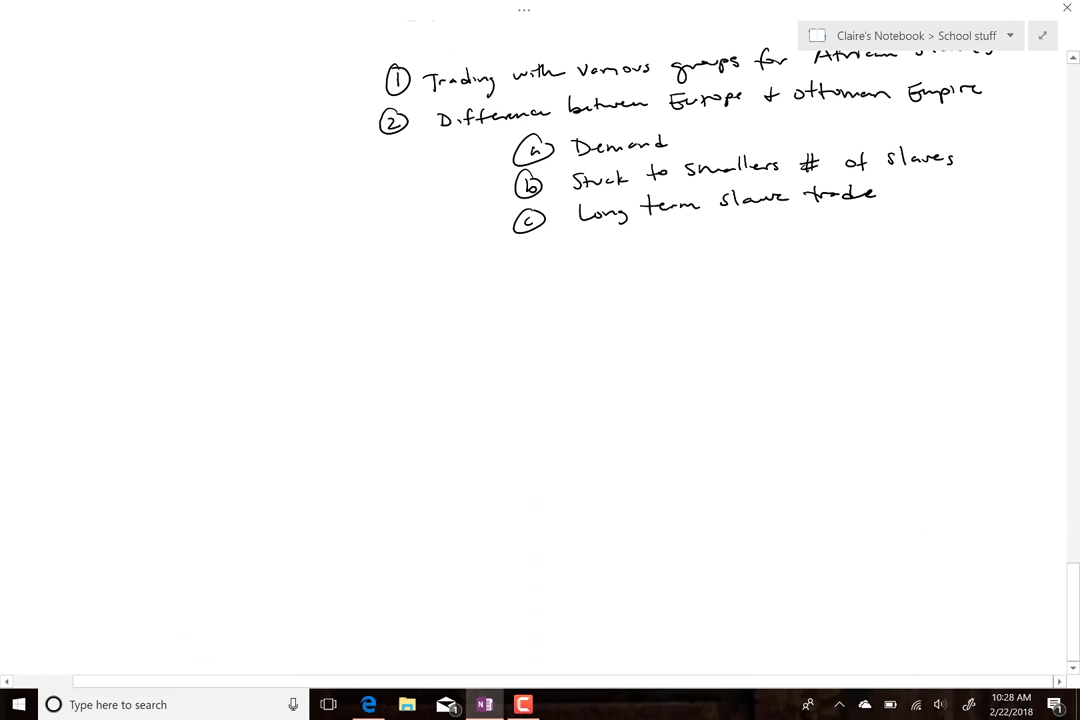 ...
Claire's Notebook > School stuff
① Trading with various groups for African
② Difference between Europe + Ottoman Empire
ⓐ Demand
ⓑ Stuck to smallers # of slaves
ⓒ Long term slave trade
Type here to search
10:28 AM
2/22/2018